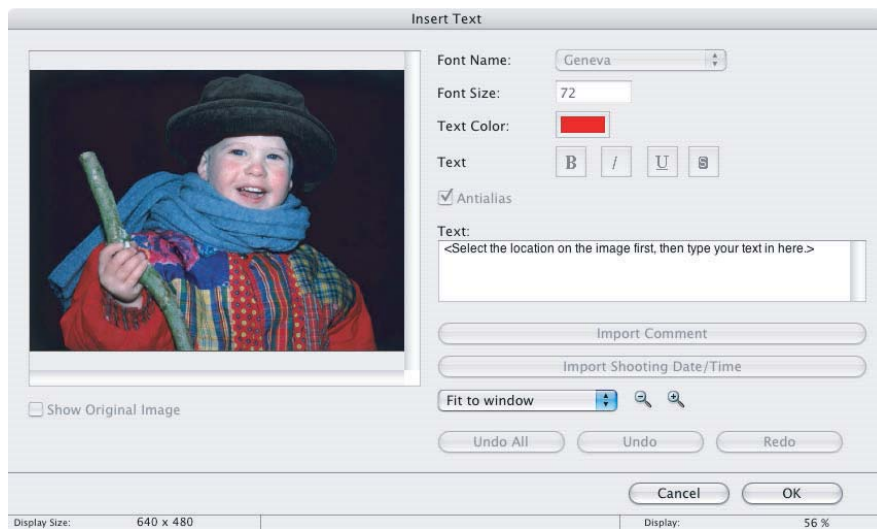 Insert Text
Font Name:
Geneva
Font Size:
72
Text Color:
Text
B
I
U
S
Antialias
Text:
<Select the location on the image first, then type your text in here.>
Import Comment
Import Shooting Date/Time
Show Original Image
Fit to window
Undo All
Undo
Redo
Cancel
OK
Display Size:
640 x 480
Display:
56 %